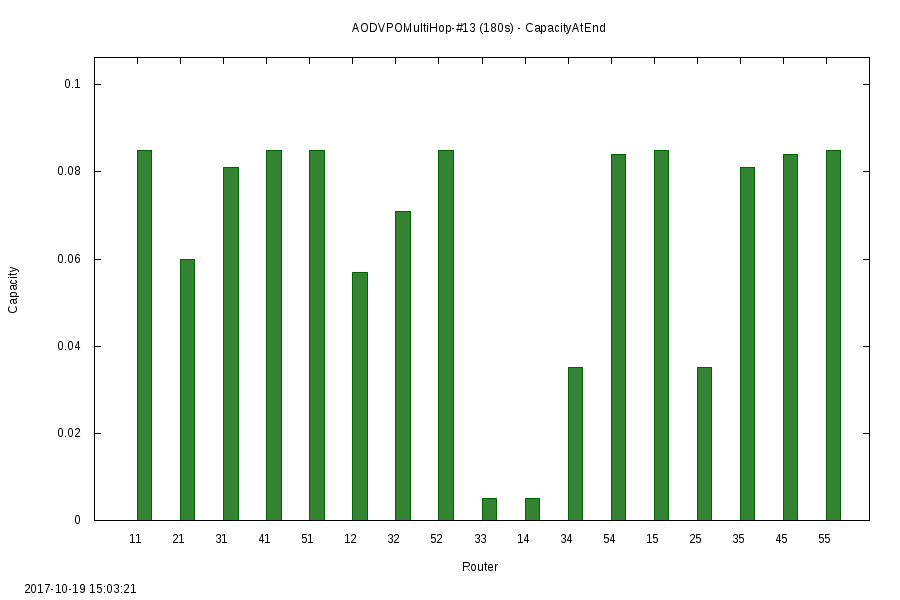 AODVPOMultiHop-#13 (180s) - CapacityAtEnd
0.1
0.08
0.06
0.04
0.02
0
Capacity
11 21 31 41 51 12 32 52 33 14 34 54 15 25 35 45 55
Router
2017-10-19 15:03:21